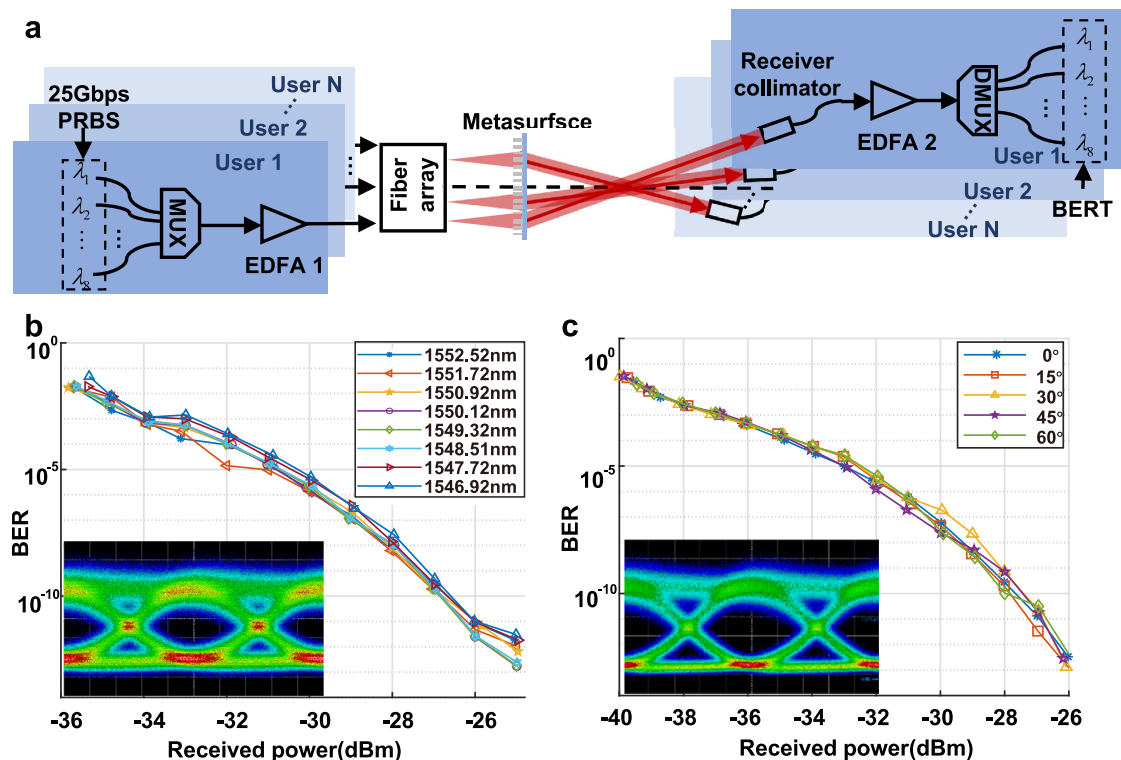 a
User N
User 2
User 1
25Gbps
PRBS
λ1
λ2
⋮
λ8
...
MUX
EDFA 1
...
Fiber
array
Metasurfsce
Receiver
collimator
EDFA 2
DMUX
λ1
λ2
⋮
λ8
...
User 1
User 2
User N
BERT
b
10^0
10^-5
10^-10
BER
-36 -34 -32 -30 -28 -26
Received power(dBm)
1552.52nm
1551.72nm
1550.92nm
1550.12nm
1549.32nm
1548.51nm
1547.72nm
1546.92nm
c
10^0
10^-5
10^-10
BER
-40 -38 -36 -34 -32 -30 -28 -26
Received power(dBm)
0°
15°
30°
45°
60°